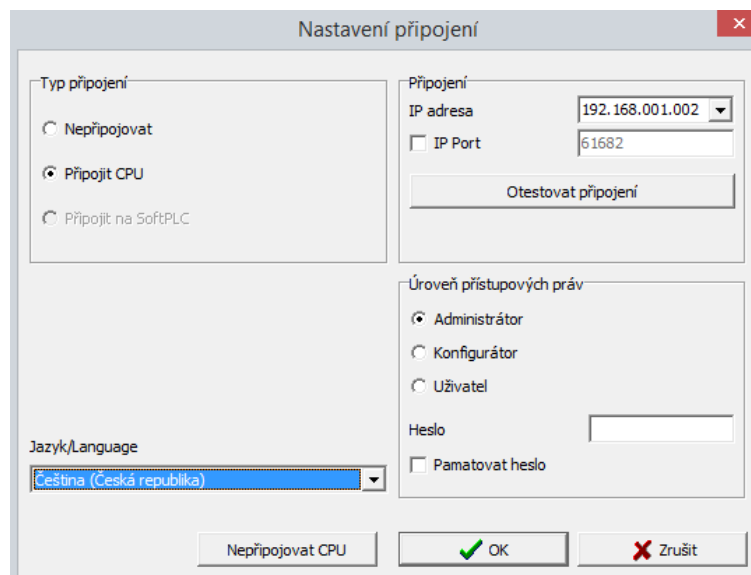 Nastavení připojení
Typ připojení
Nepřipojovat
Připojit CPU
Připojit na SoftPLC
Připojení
IP adresa
192.168.001.002
IP Port
61682
Otestovat připojení
Úroveň přístupových práv
Administrátor
Konfigurátor
Uživatel
Heslo
Pamatovat heslo
Jazyk/Language
Čeština (Česká republika)
Nepřipojovat CPU
OK
Zrušit